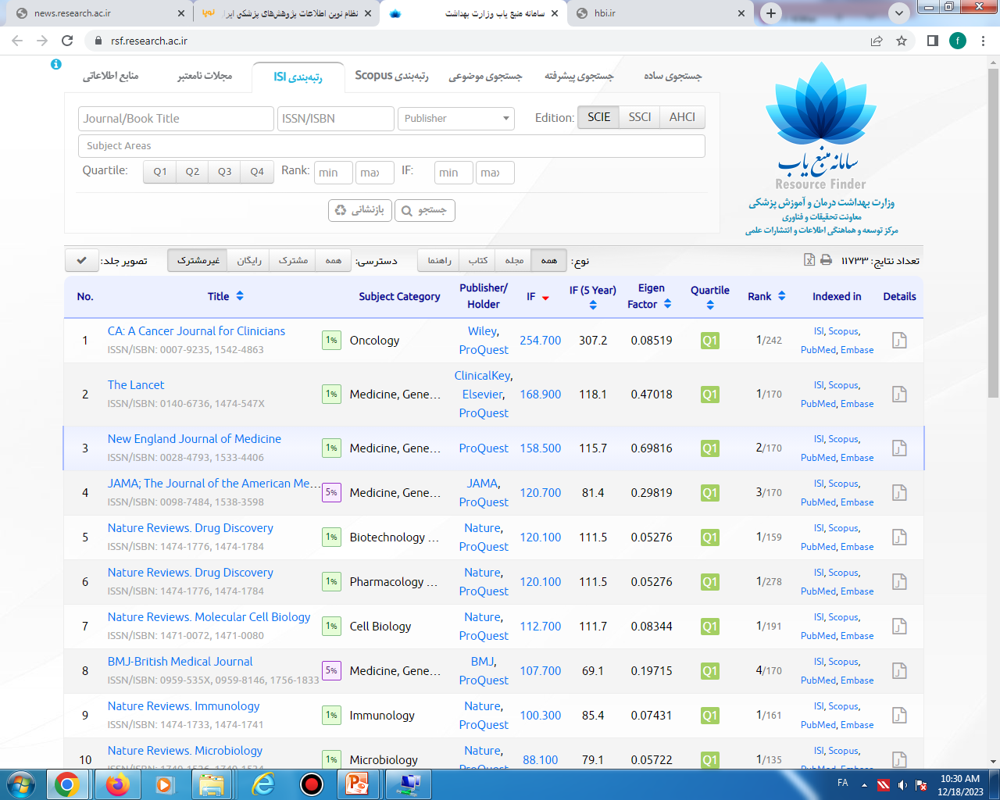 news.research.ac.ir
نظام نوین اطلاعات پژوهش‌های پزشکی ایرا
سامانه منبع یاب وزارت بهداشت
hbi.ir
rsf.research.ac.ir
f
جستجوی ساده
جستجوی پیشرفته
جستجوی موضوعی
رتبه‌بندی Scopus
رتبه‌بندی ISI
مجلات نامعتبر
منابع اطلاعاتی
Journal/Book Title ISSN/ISBN Publisher Edition: SCIE SSCI AHCI
Subject Areas
Quartile: Q1 Q2 Q3 Q4 Rank: min max IF: min max
جستجو
بازنشانی
سامانه منبع یاب
Resource Finder
وزارت بهداشت درمان و آموزش پزشکی
معاونت تحقیقات و فناوری
مرکز توسعه و هماهنگی اطلاعات و انتشارات علمی
تعداد نتایج: ۱۱۷۳۳
نوع: همه مجله کتاب راهنما
دسترسی: همه مشترک رایگان غیرمشترک
تصویر جلد:
No. Title Subject Category Publisher/ Holder IF IF (5 Year) Eigen Factor Quartile Rank Indexed in Details
1 CA: A Cancer Journal for Clinicians 1% Oncology Wiley, ProQuest 254.700 307.2 0.08519 Q1 1/242 ISI, Scopus, PubMed, Embase
ISSN/ISBN: 0007-9235, 1542-4863
2 The Lancet 1% Medicine, Gene... ClinicalKey, Elsevier, ProQuest 168.900 118.1 0.47018 Q1 1/170 ISI, Scopus, PubMed, Embase
ISSN/ISBN: 0140-6736, 1474-547X
3 New England Journal of Medicine 1% Medicine, Gene... ProQuest 158.500 115.7 0.69816 Q1 2/170 ISI, Scopus, PubMed, Embase
ISSN/ISBN: 0028-4793, 1533-4406
4 JAMA; The Journal of the American Me... 5% Medicine, Gene... JAMA, ProQuest 120.700 81.4 0.29819 Q1 3/170 ISI, Scopus, PubMed, Embase
ISSN/ISBN: 0098-7484, 1538-3598
5 Nature Reviews. Drug Discovery 1% Biotechnology ... Nature, ProQuest 120.100 111.5 0.05276 Q1 1/159 ISI, Scopus, PubMed, Embase
ISSN/ISBN: 1474-1776, 1474-1784
6 Nature Reviews. Drug Discovery 1% Pharmacology ... Nature, ProQuest 120.100 111.5 0.05276 Q1 1/278 ISI, Scopus, PubMed, Embase
ISSN/ISBN: 1474-1776, 1474-1784
7 Nature Reviews. Molecular Cell Biology 1% Cell Biology Nature, ProQuest 112.700 111.7 0.08344 Q1 1/191 ISI, Scopus, PubMed, Embase
ISSN/ISBN: 1471-0072, 1471-0080
8 BMJ-British Medical Journal 5% Medicine, Gene... BMJ, ProQuest 107.700 69.1 0.19715 Q1 4/170 ISI, Scopus, PubMed, Embase
ISSN/ISBN: 0959-535X, 0959-8146, 1756-1833
9 Nature Reviews. Immunology 1% Immunology Nature, ProQuest 100.300 85.4 0.07431 Q1 1/161 ISI, Scopus, PubMed, Embase
ISSN/ISBN: 1474-1733, 1474-1741
10 Nature Reviews. Microbiology 1% Microbiology Nature, ProQuest 88.100 79.1 0.05722 Q1 1/135 ISI, Scopus, PubMed, Embase
FA
10:30 AM
12/18/2023